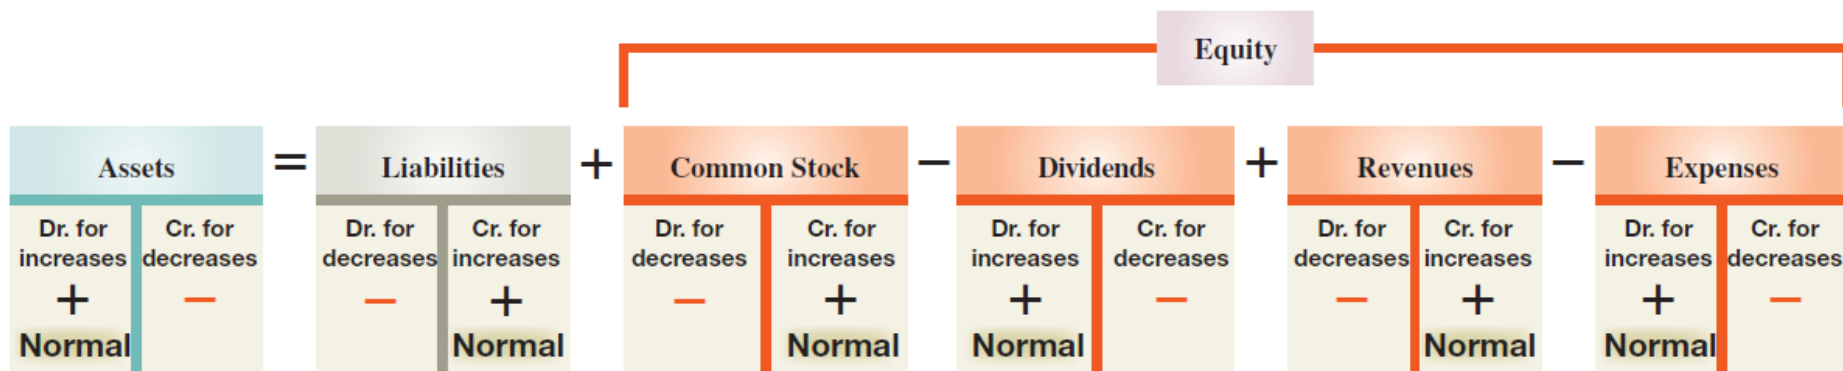 Equity
Assets = Liabilities + Common Stock − Dividends + Revenues − Expenses
Dr. for Cr. for Dr. for Cr. for Dr. for Cr. for Dr. for Cr. for Dr. for Cr. for Dr. for Cr. for
increases decreases decreases increases decreases increases increases decreases decreases increases increases decreases
+ − − + − + + − − + + −
Normal Normal Normal Normal Normal Normal